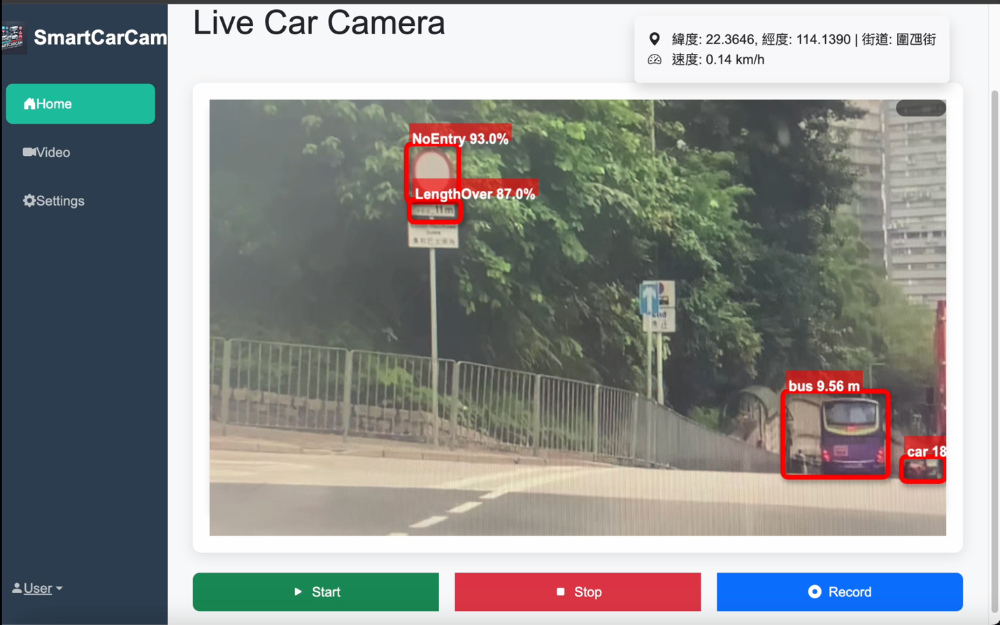 Live Car Camera
SmartCarCam
緯度: 22.3646, 經度: 114.1390 | 街道: 圍乪街
速度: 0.14 km/h
Home
Video
Settings
NoEntry 93.0%
LengthOver 87.0%
11m
bus 9.56 m
car 18
User
Start
Stop
Record